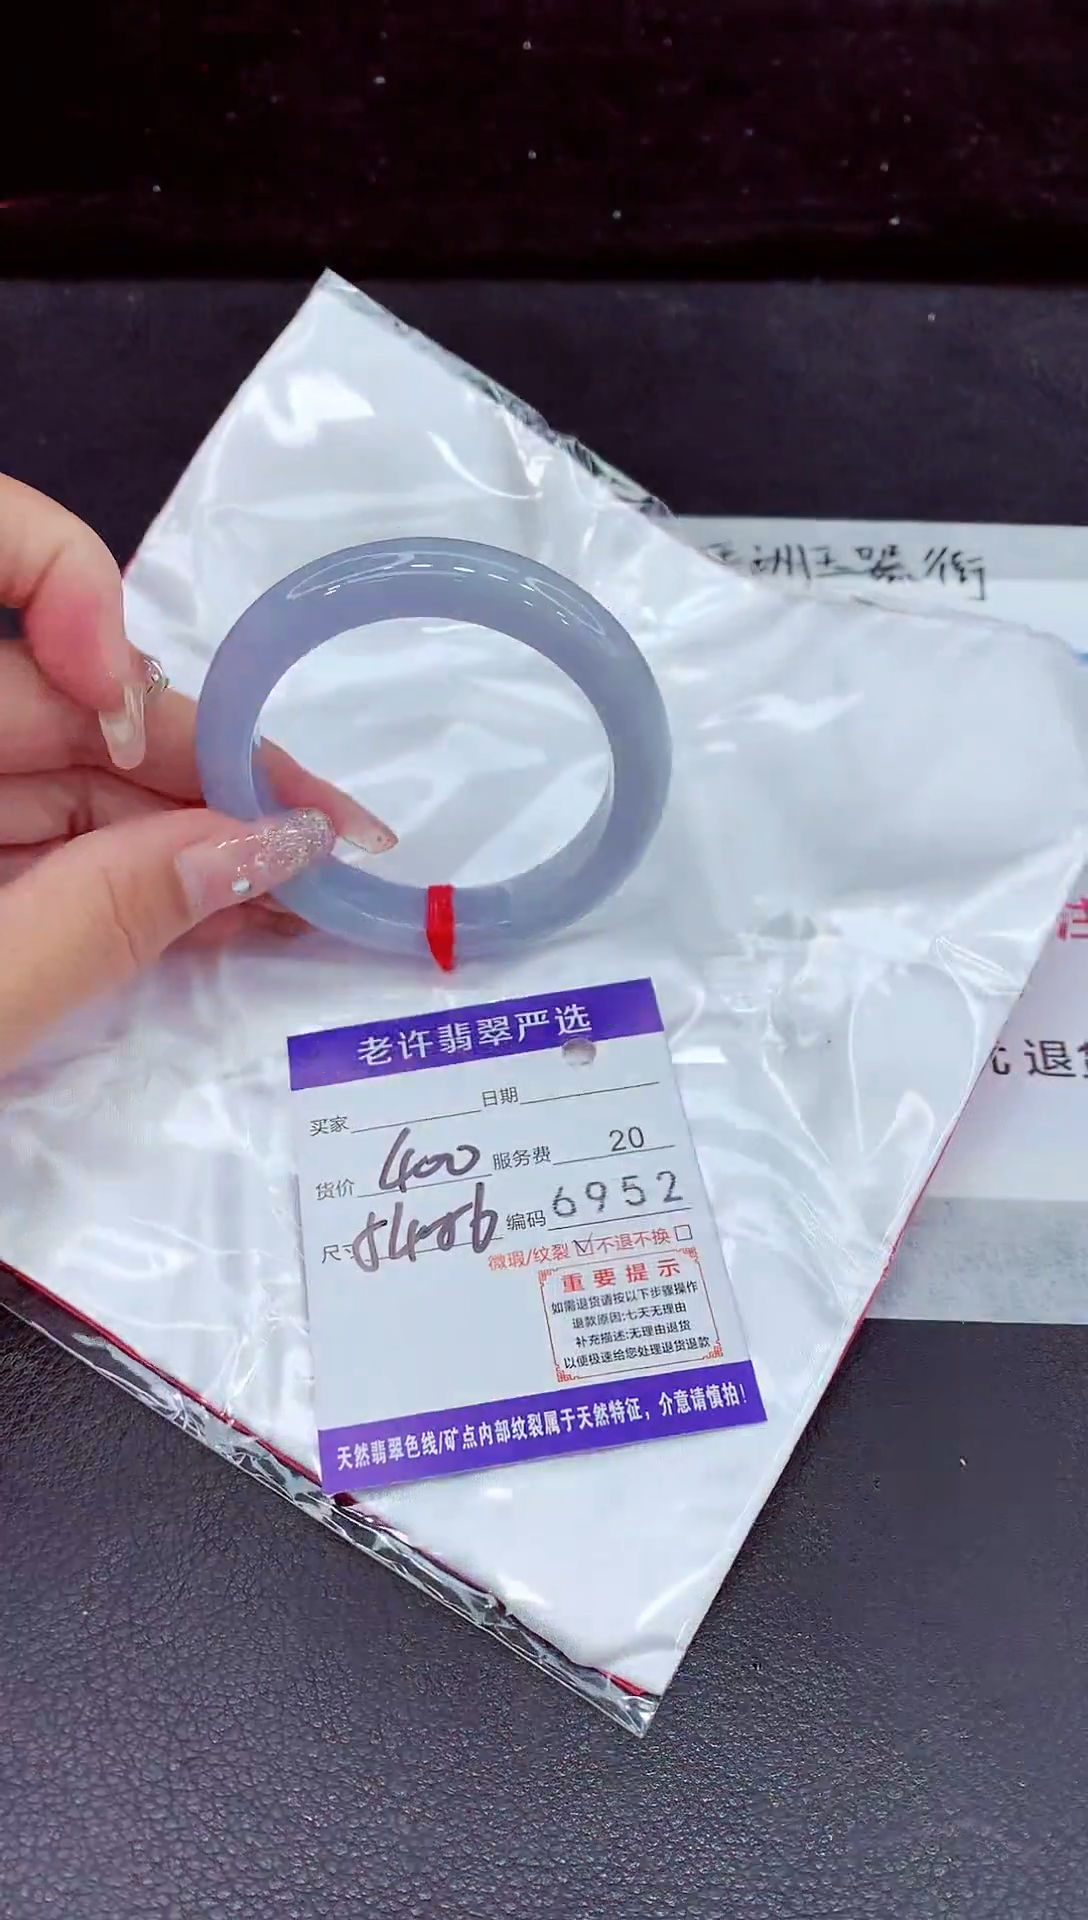 洲玉器街
老许翡翠严选
买家 日期
货价 400 服务费 20
尺寸 编码 6952
微瑕/纹裂 ☑ 不退不换 □
重要提示
如需退货请按以下步骤操作
退款原因:七天无理由
补充描述:无理由退货
以便极速给您处理退货退款
天然翡翠色线/矿点内部纹裂属于天然特征，介意请慎拍！
退货